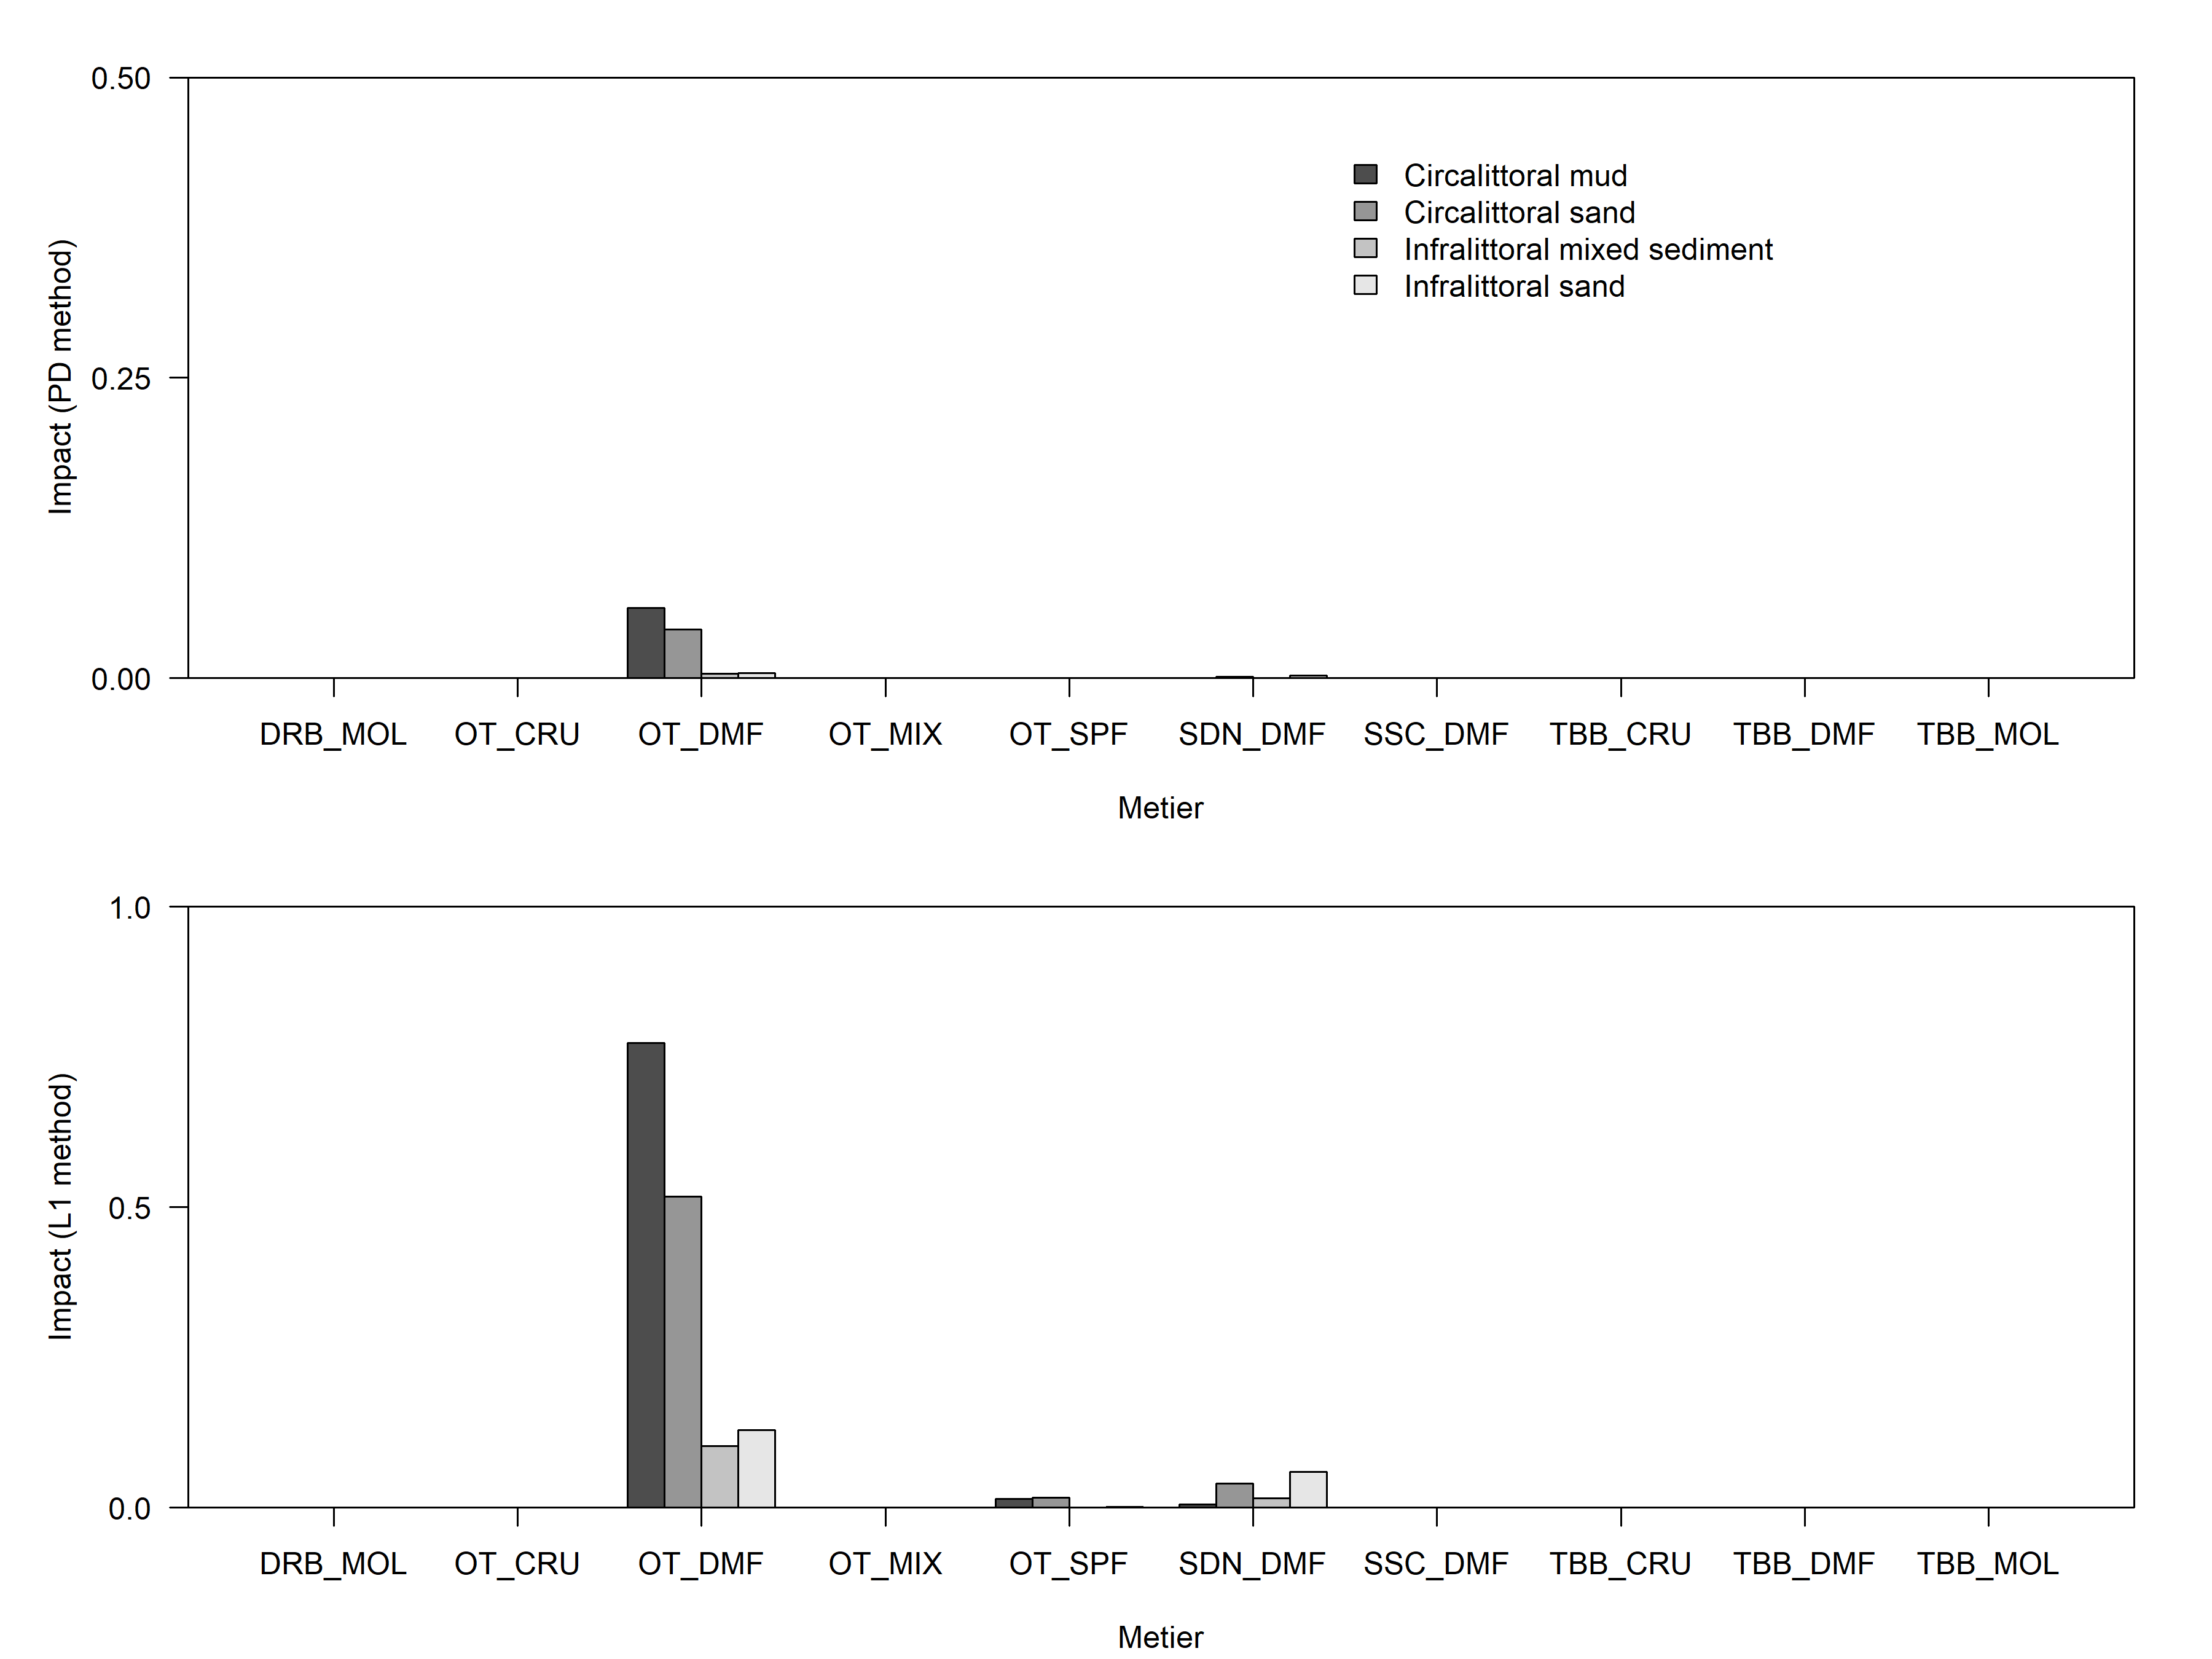 Impact (PD method)
0.50
0.25
0.00
Circalittoral mud
Circalittoral sand
Infralittoral mixed sediment
Infralittoral sand
DRB_MOL OT_CRU OT_DMF OT_MIX OT_SPF SDN_DMF SSC_DMF TBB_CRU TBB_DMF TBB_MOL
Metier
Impact (L1 method)
1.0
0.5
0.0
DRB_MOL OT_CRU OT_DMF OT_MIX OT_SPF SDN_DMF SSC_DMF TBB_CRU TBB_DMF TBB_MOL
Metier